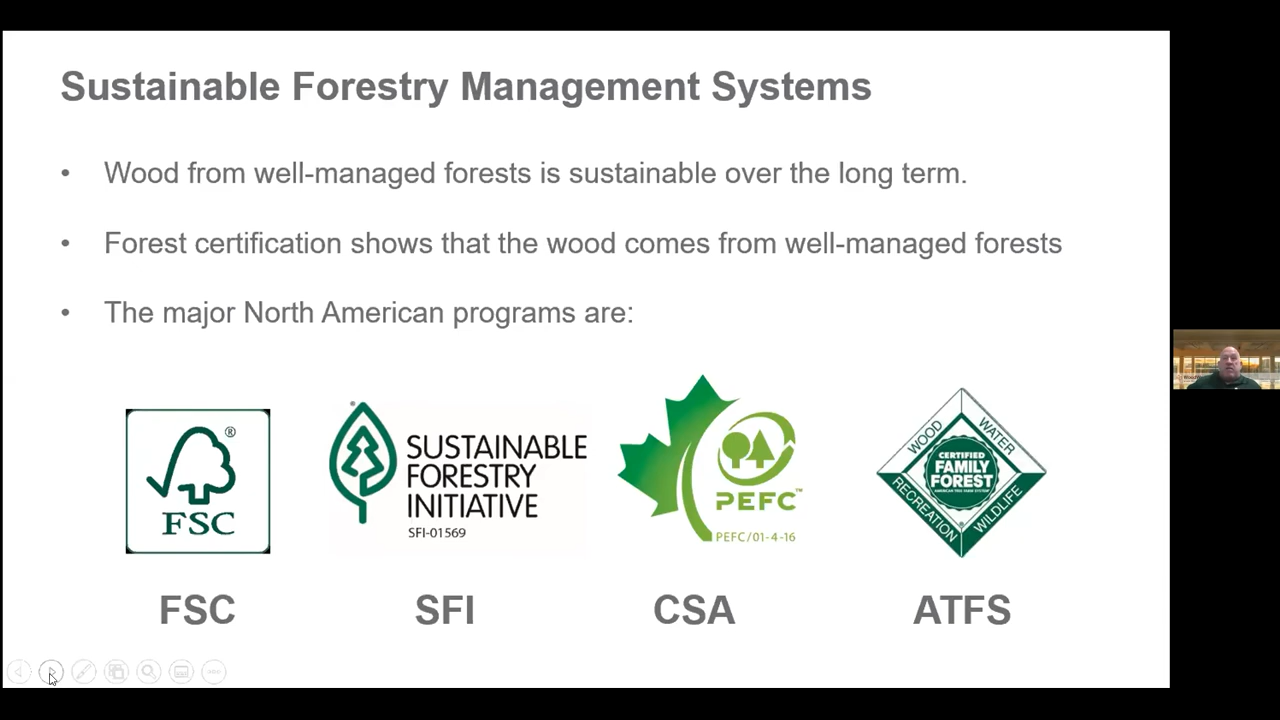 Sustainable Forestry Management Systems
• Wood from well-managed forests is sustainable over the long term.
• Forest certification shows that the wood comes from well-managed forests
• The major North American programs are:
®
FSC
®
SUSTAINABLE
FORESTRY
INITIATIVE
SFI-01569
PEFC™
PEFC/01-4-16
WOOD
WATER
CERTIFIED
FAMILY
FOREST
AMERICAN TREE FARM SYSTEM
RECREATION
WILDLIFE
FSC
SFI
CSA
ATFS